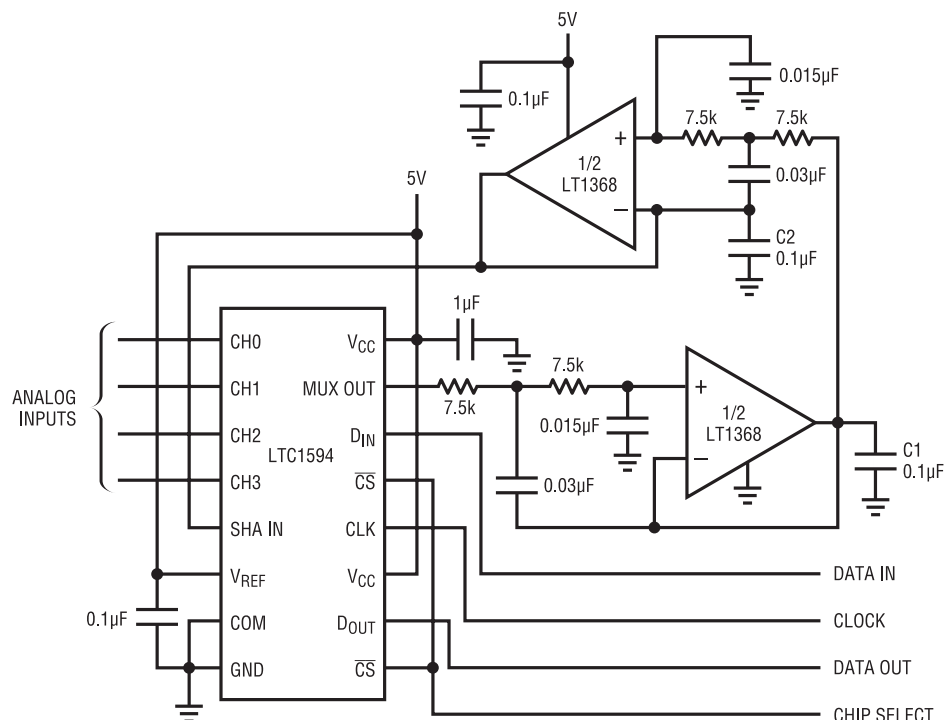 5V
0.015µF
0.1µF
7.5k
7.5k
+
1/2
LT1368
0.03µF
−
C2
0.1µF
5V
1µF
ANALOG
INPUTS
CH0
CH1
CH2
CH3
SHA IN
VREF
COM
GND
LTC1594
VCC
MUX OUT
DIN
CS
CLK
VCC
DOUT
CS
0.1µF
7.5k
7.5k
0.015µF
0.03µF
+
1/2
LT1368
−
C1
0.1µF
DATA IN
CLOCK
DATA OUT
CHIP SELECT